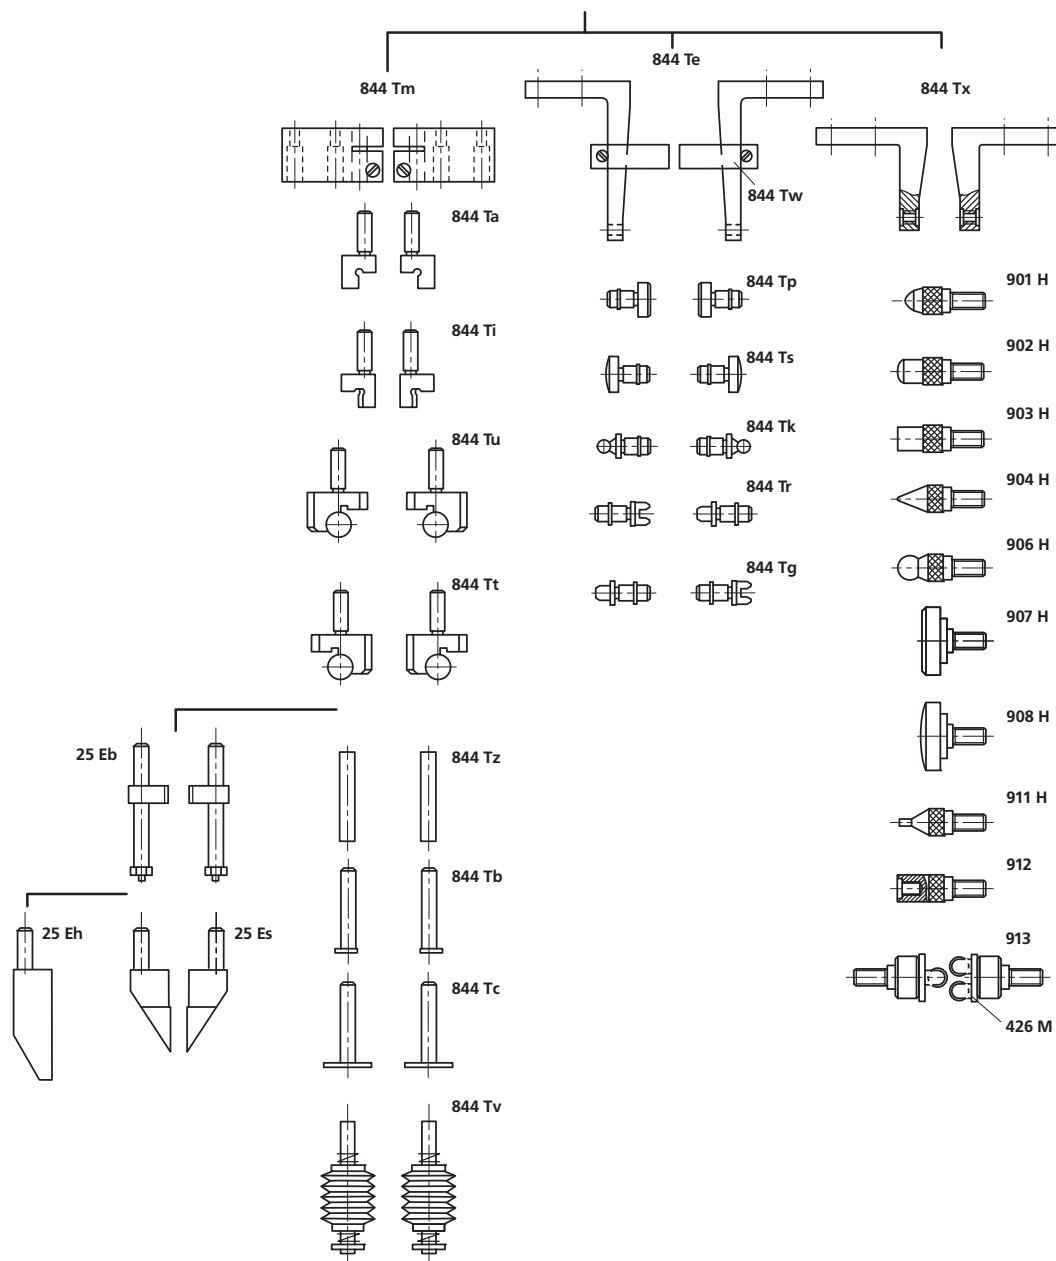 844 Te
844 Tm
844 Tx
844 Tw
844 Ta
844 Tp
901 H
844 Ti
902 H
844 Ts
903 H
844 Tu
844 Tk
904 H
844 Tr
906 H
844 Tg
844 Tt
907 H
908 H
25 Eb
844 Tz
911 H
912
844 Tb
25 Eh
25 Es
913
844 Tc
426 M
844 Tv